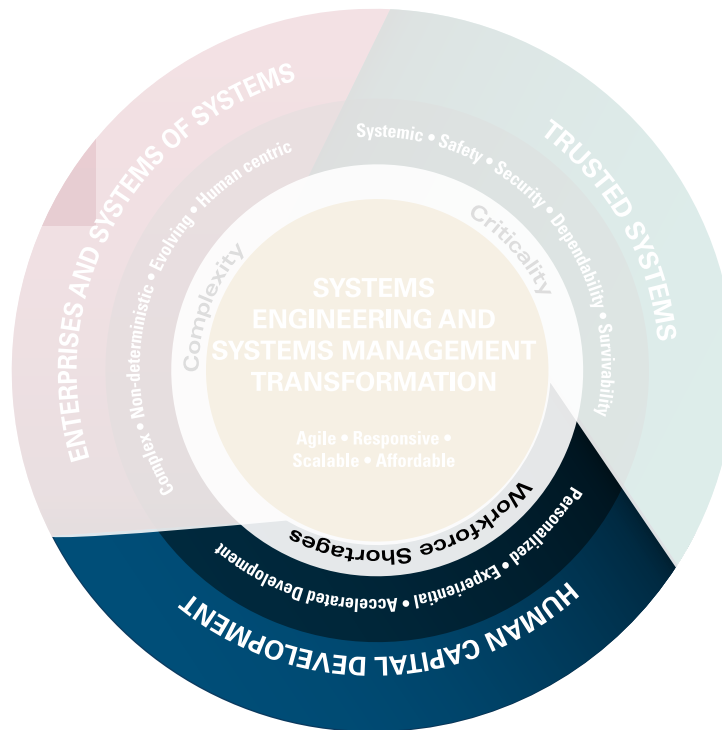 ENTERPRISES AND SYSTEMS OF SYSTEMS
Complex • Non-deterministic • Evolving • Human centric
Complexity
TRUSTED SYSTEMS
Systemic • Safety • Security • Dependability • Survivability
Criticality
SYSTEMS
ENGINEERING AND
SYSTEMS MANAGEMENT
TRANSFORMATION
Agile • Responsive •
Scalable • Affordable
Workforce Shortages
Personalized • Experiential • Accelerated Development
HUMAN CAPITAL DEVELOPMENT